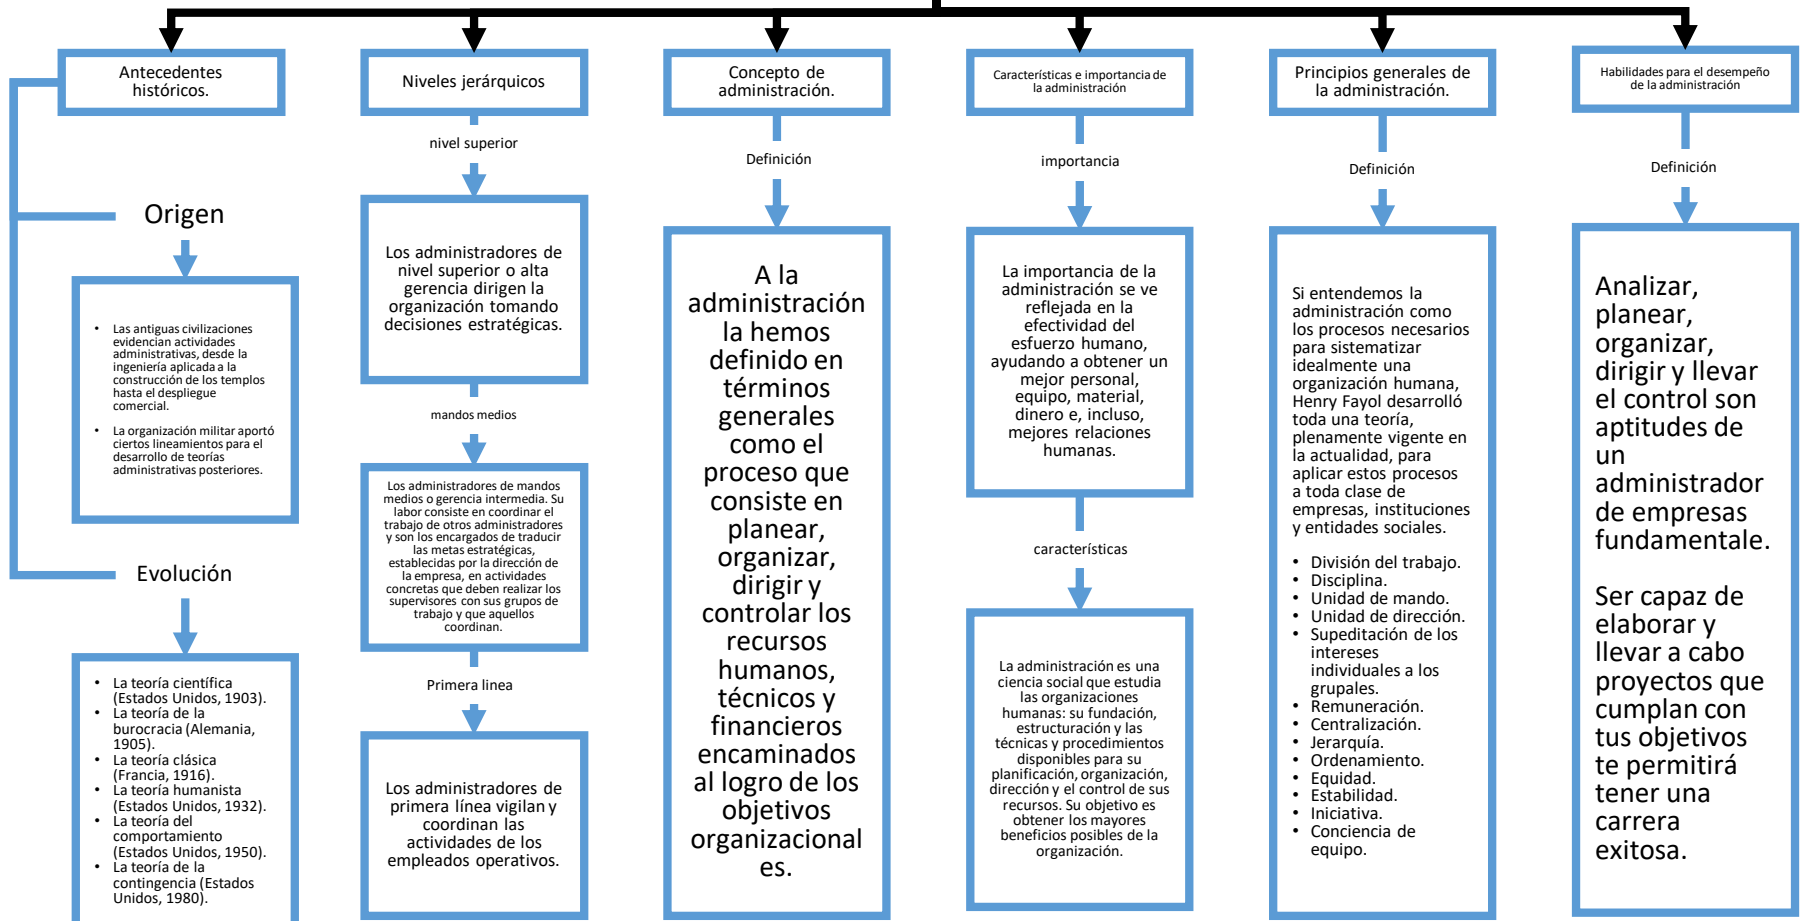 Antecedentes
históricos.
Origen
• Las antiguas civilizaciones
evidencian actividades
administrativas, desde la
ingeniería aplicada a la
construcción de los templos
hasta el despliegue
comercial.
• La organización militar aportó
ciertos lineamientos para el
desarrollo de teorías
administrativas posteriores.
Evolución
• La teoría científica
(Estados Unidos, 1903).
• La teoría de la
burocracia (Alemania,
1905).
• La teoría clásica
(Francia, 1916).
• La teoría humanista
(Estados Unidos, 1932).
• La teoría del
comportamiento
(Estados Unidos, 1950).
• La teoría de la
contingencia (Estados
Unidos, 1980).
Niveles jerárquicos
nivel superior
Los administradores de
nivel superior o alta
gerencia dirigen la
organización tomando
decisiones estratégicas.
mandos medios
Los administradores de mandos
medios o gerencia intermedia. Su
labor consiste en coordinar el
trabajo de otros administradores
y son los encargados de traducir
las metas estratégicas,
establecidas por la dirección de
la empresa, en actividades
concretas que deben realizar los
supervisores con sus grupos de
trabajo y que aquellos
coordinan.
Primera linea
Los administradores de
primera línea vigilan y
coordinan las
actividades de los
empleados operativos.
Concepto de
administración.
Definición
A la
administración
la hemos
definido en
términos
generales
como el
proceso que
consiste en
planear,
organizar,
dirigir y
controlar los
recursos
humanos,
técnicos y
financieros
encaminados
al logro de los
objetivos
organizacional
es.
Características e importancia de
la administración
importancia
La importancia de la
administración se ve
reflejada en la
efectividad del
esfuerzo humano,
ayudando a obtener un
mejor personal,
equipo, material,
dinero e, incluso,
mejores relaciones
humanas.
características
La administración es una
ciencia social que estudia
las organizaciones
humanas: su fundación,
estructuración y las
técnicas y procedimientos
disponibles para su
planificación, organización,
dirección y el control de sus
recursos. Su objetivo es
obtener los mayores
beneficios posibles de la
organización.
Principios generales de
la administración.
Definición
Si entendemos la
administración como
los procesos necesarios
para sistematizar
idealmente una
organización humana,
Henry Fayol desarrolló
toda una teoría,
plenamente vigente en
la actualidad, para
aplicar estos procesos
a toda clase de
empresas, instituciones
y entidades sociales.
• División del trabajo.
• Disciplina.
• Unidad de mando.
• Unidad de dirección.
• Supeditación de los
intereses
individuales a los
grupales.
• Remuneración.
• Centralización.
• Jerarquía.
• Ordenamiento.
• Equidad.
• Estabilidad.
• Iniciativa.
• Conciencia de
equipo.
Habilidades para el desempeño
de la administración
Definición
Analizar,
planear,
organizar,
dirigir y llevar
el control son
aptitudes de
un
administrador
de empresas
fundamentale.
Ser capaz de
elaborar y
llevar a cabo
proyectos que
cumplan con
tus objetivos
te permitirá
tener una
carrera
exitosa.